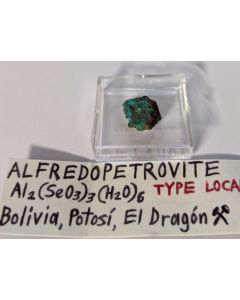 ALFREDOPETROVITE
Al₂(SeO₃)₃(H₂O)₆ TYPE LOCA
Bolivia, Potosí, El Dragón ⚒